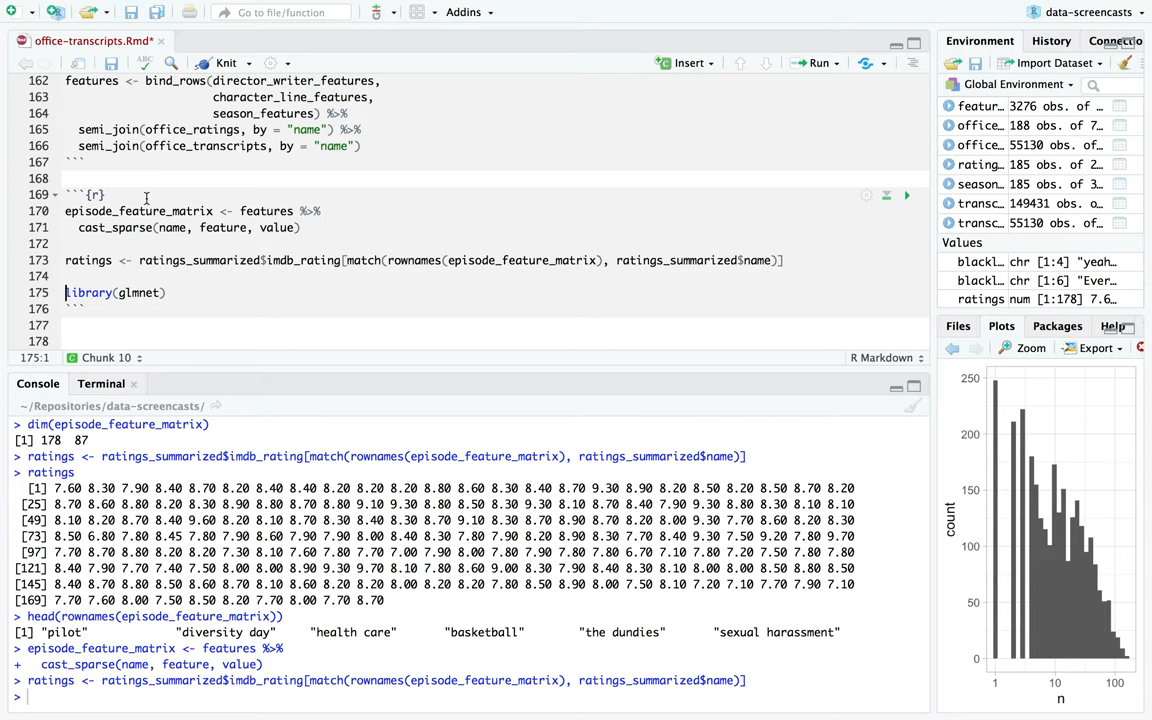 Go to file/function
Addins
data-screencasts
office-transcripts.Rmd*
Knit
Insert
Run
162 features <- bind_rows(director_writer_features,
163 character_line_features,
164 season_features) %>%
165 semi_join(office_ratings, by = "name") %>%
166 semi_join(office_transcripts, by = "name")
167 ```
168
169 ```{r}
170 episode_feature_matrix <- features %>%
171 cast_sparse(name, feature, value)
172
173 ratings <- ratings_summarized$imdb_rating[match(rownames(episode_feature_matrix), ratings_summarized$name)]
174
175 library(glmnet)
176 ```
177
178
175:1 Chunk 10 R Markdown
Console Terminal
~/Repositories/data-screencasts/
> dim(episode_feature_matrix)
[1] 178 87
> ratings <- ratings_summarized$imdb_rating[match(rownames(episode_feature_matrix), ratings_summarized$name)]
> ratings
[1] 7.60 8.30 7.90 8.40 8.70 8.20 8.40 8.40 8.20 8.20 8.20 8.80 8.60 8.30 8.40 8.70 9.30 8.90 8.20 8.50 8.20 8.50 8.70 8.20
[25] 8.70 8.60 8.80 8.20 8.30 8.90 8.80 8.70 8.80 9.10 9.30 8.80 8.50 8.30 9.30 8.10 8.70 8.40 7.90 9.30 8.80 8.30 8.10 8.10
[49] 8.10 8.20 8.70 8.40 9.60 8.20 8.10 8.70 8.30 8.40 8.30 8.70 9.10 8.30 8.70 8.90 8.70 8.20 8.00 9.30 7.70 8.60 8.20 8.30
[73] 8.50 6.80 7.80 8.45 7.80 7.90 8.60 7.90 7.90 8.00 8.40 8.30 7.80 7.90 8.90 8.30 7.70 8.40 9.30 7.50 9.20 7.80 9.70
[97] 7.70 8.70 8.80 8.20 8.20 7.30 8.10 7.60 7.80 7.70 7.00 7.90 8.00 7.80 7.90 7.80 7.80 6.70 7.10 7.80 7.20 7.50 7.80 7.80
[121] 8.40 7.90 7.70 7.40 7.50 8.00 8.00 8.90 9.30 9.70 8.10 7.80 7.10 8.60 9.00 8.30 7.90 8.40 8.30 8.10 8.00 8.50 8.80 8.50
[145] 8.40 8.70 8.80 8.50 8.60 8.70 8.10 8.60 8.20 8.20 8.00 8.20 8.20 7.80 8.50 8.90 8.00 7.50 8.10 7.20 7.10 7.70 7.90 7.10
[169] 7.70 7.60 8.00 7.50 8.50 8.20 7.70 8.00 7.70 8.70
> head(rownames(episode_feature_matrix))
[1] "pilot" "diversity day" "health care" "basketball" "the dundies" "sexual harassment"
> episode_feature_matrix <- features %>%
+ cast_sparse(name, feature, value)
> ratings <- ratings_summarized$imdb_rating[match(rownames(episode_feature_matrix), ratings_summarized$name)]
>
Environment History Connectio
Import Dataset
Global Environment
featur… 3276 obs. of …
office… 188 obs. of 7…
office… 55130 obs. of…
rating… 185 obs. of 2…
season… 185 obs. of 3…
transc… 149431 obs. o…
transc… 55130 obs. of…
Values
blackl… chr [1:4] "yeah…
blackl… chr [1:6] "Ever…
ratings num [1:178] 7.6…
Files Plots Packages Help
Zoom Export
250
200
150
100
50
0
count
1 10 100
n